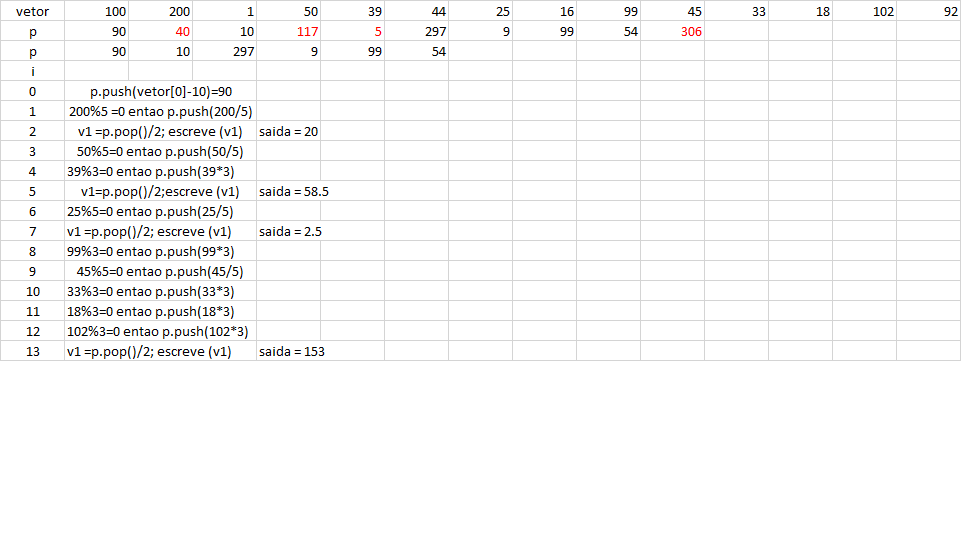 vetor 100 200 1 50 39 44 25 16 99 45 33 18 102 92
p 90 40 10 117 5 297 9 99 54 306
p 90 10 297 9 99 54
i
0 p.push(vetor[0]-10)=90
1 200%5 =0 entao p.push(200/5)
2 v1 =p.pop()/2; escreve (v1) saida = 20
3 50%5=0 entao p.push(50/5)
4 39%3=0 entao p.push(39*3)
5 v1=p.pop()/2;escreve (v1) saida = 58.5
6 25%5=0 entao p.push(25/5)
7 v1 =p.pop()/2; escreve (v1) saida = 2.5
8 99%3=0 entao p.push(99*3)
9 45%5=0 entao p.push(45/5)
10 33%3=0 entao p.push(33*3)
11 18%3=0 entao p.push(18*3)
12 102%3=0 entao p.push(102*3)
13 v1 =p.pop()/2; escreve (v1) saida = 153